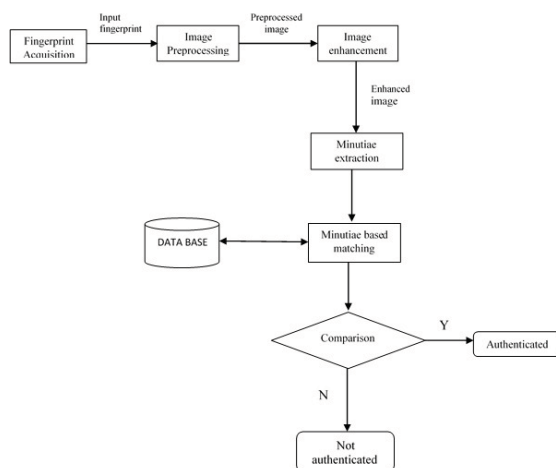 Input
fingerprint
Preprocessed
image
Fingerprint
Acquisition
Image
Preprocessing
Image
enhancement
Enhanced
image
Minutiae
extraction
DATA BASE
Minutiae based
matching
Comparison
Y
Authenticated
N
Not
authenticated